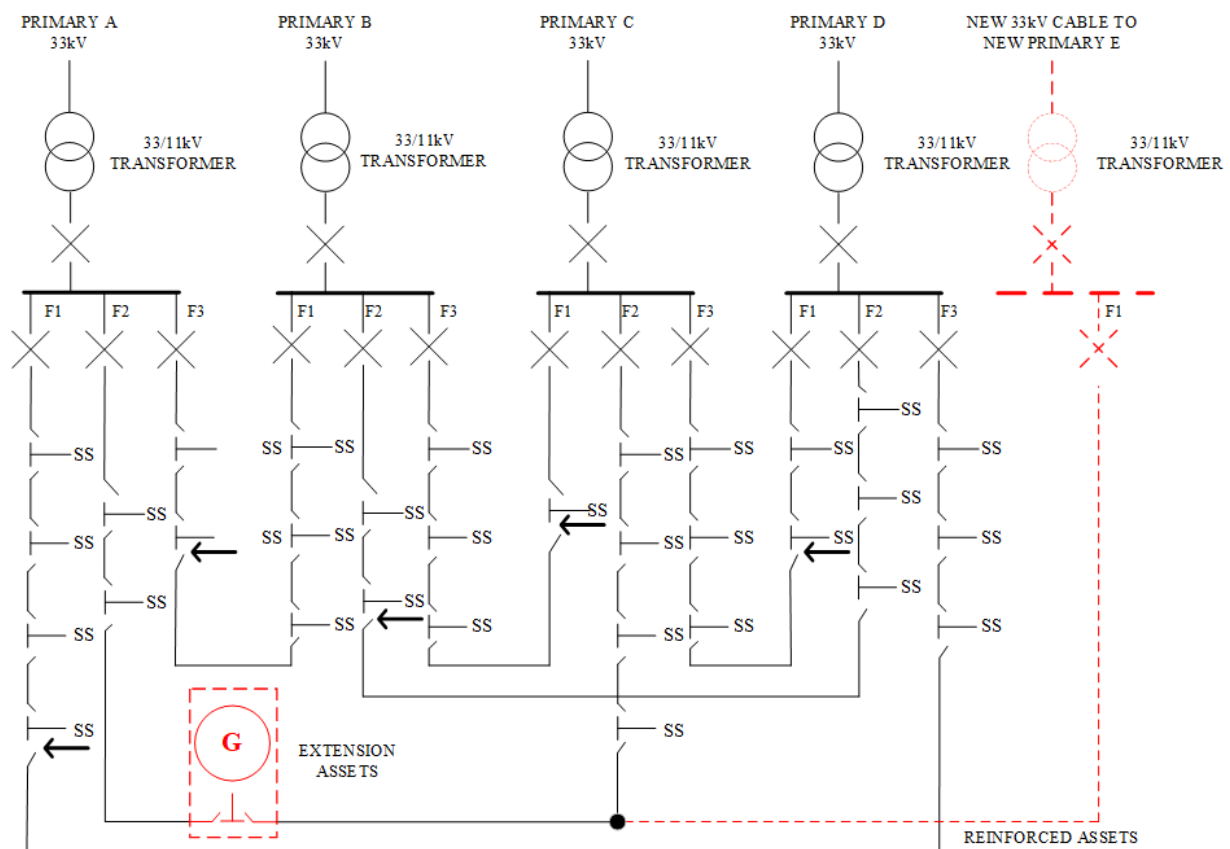 PRIMARY A
33kV
PRIMARY B
33kV
PRIMARY C
33kV
PRIMARY D
33kV
NEW 33kV CABLE TO
NEW PRIMARY E
33/11kV
TRANSFORMER
33/11kV
TRANSFORMER
33/11kV
TRANSFORMER
33/11kV
TRANSFORMER
33/11kV
TRANSFORMER
F1 F2 F3 F1 F2 F3 F1 F2 F3 F1 F2 F3 F1
SS
SS SS SS SS SS SS SS SS
SS SS SS SS
SS SS SS
SS SS SS SS SS SS SS
SS SS SS
SS SS SS SS SS SS
SS SS
G
EXTENSION
ASSETS
REINFORCED ASSETS